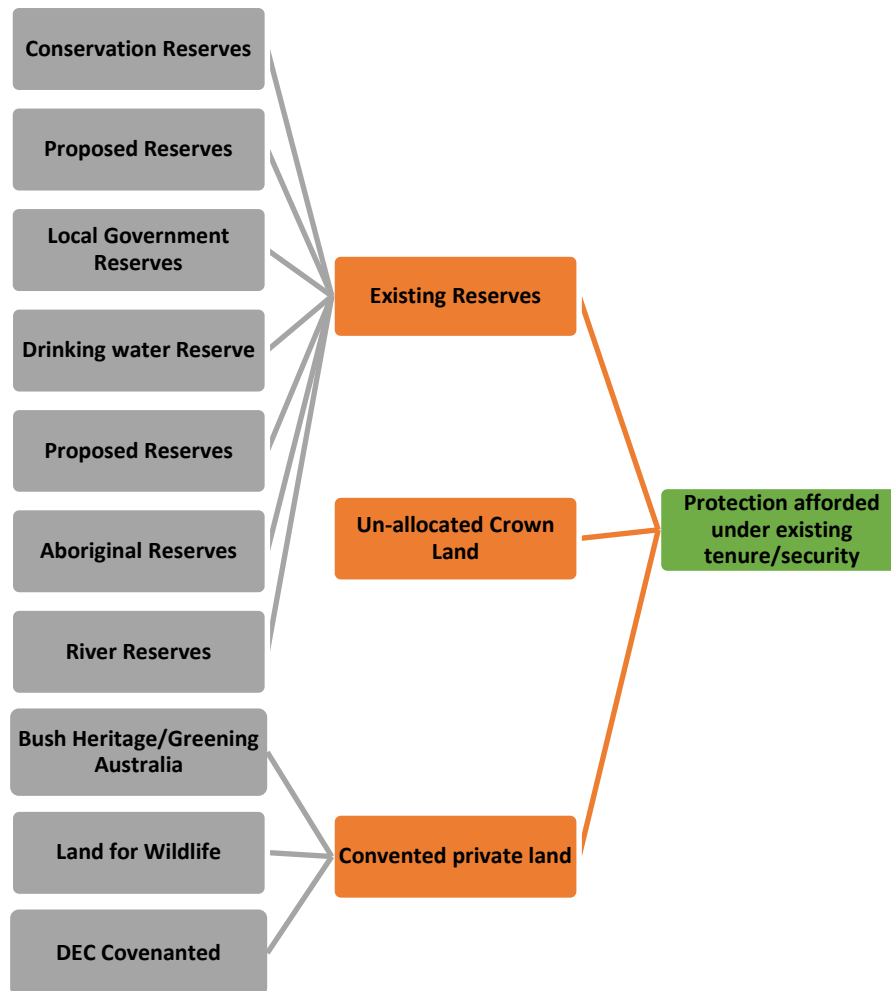 Conservation Reserves
Proposed Reserves
Local Government
Reserves
Drinking water Reserve
Proposed Reserves
Aboriginal Reserves
River Reserves
Bush Heritage/Greening
Australia
Land for Wildlife
DEC Covenanted
Existing Reserves
Un-allocated Crown
Land
Convented private land
Protection afforded
under existing
tenure/security